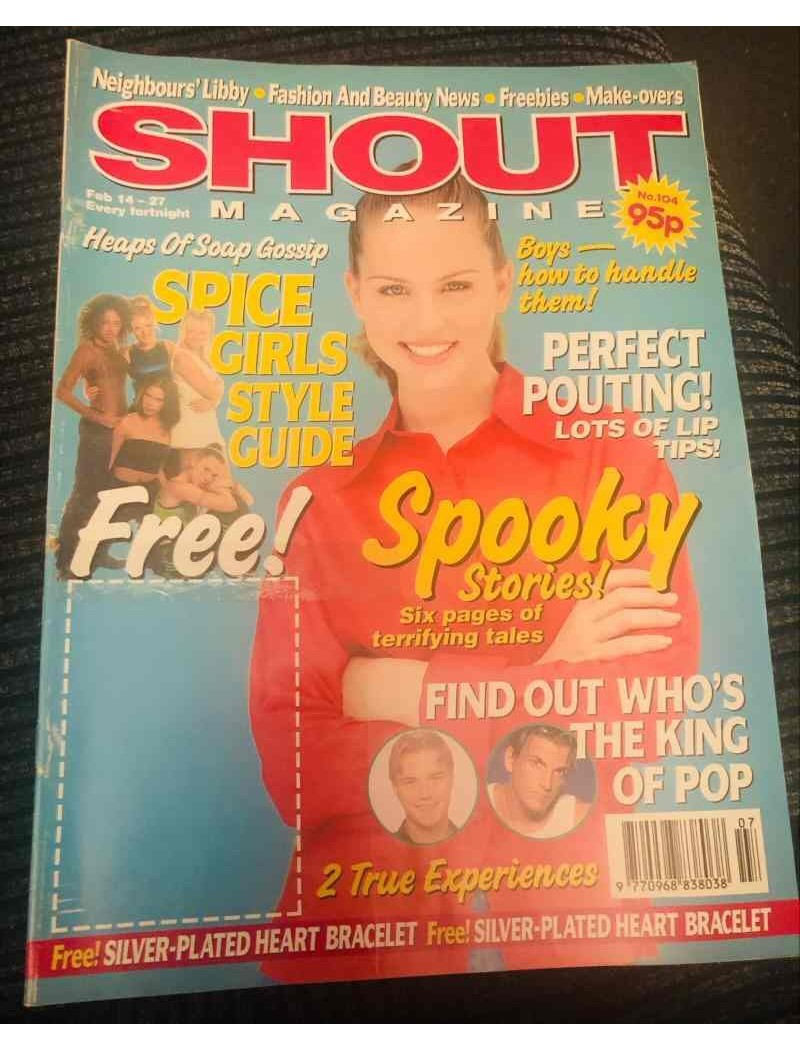 Neighbours' Libby • Fashion And Beauty News • Freebies • Make-overs
SHOUT
Feb 14 – 27
Every fortnight
MAGAZINE
No.104
95p
Heaps Of Soap Gossip
SPICE
GIRLS
STYLE
GUIDE
Boys —
how to handle
them!
PERFECT
POUTING!
LOTS OF LIP
TIPS!
Free!
Spooky
Stories!
Six pages of
terrifying tales
FIND OUT WHO'S
THE KING
OF POP
07
9 770968 838038
2 True Experiences
Free! SILVER-PLATED HEART BRACELET Free! SILVER-PLATED HEART BRACELET